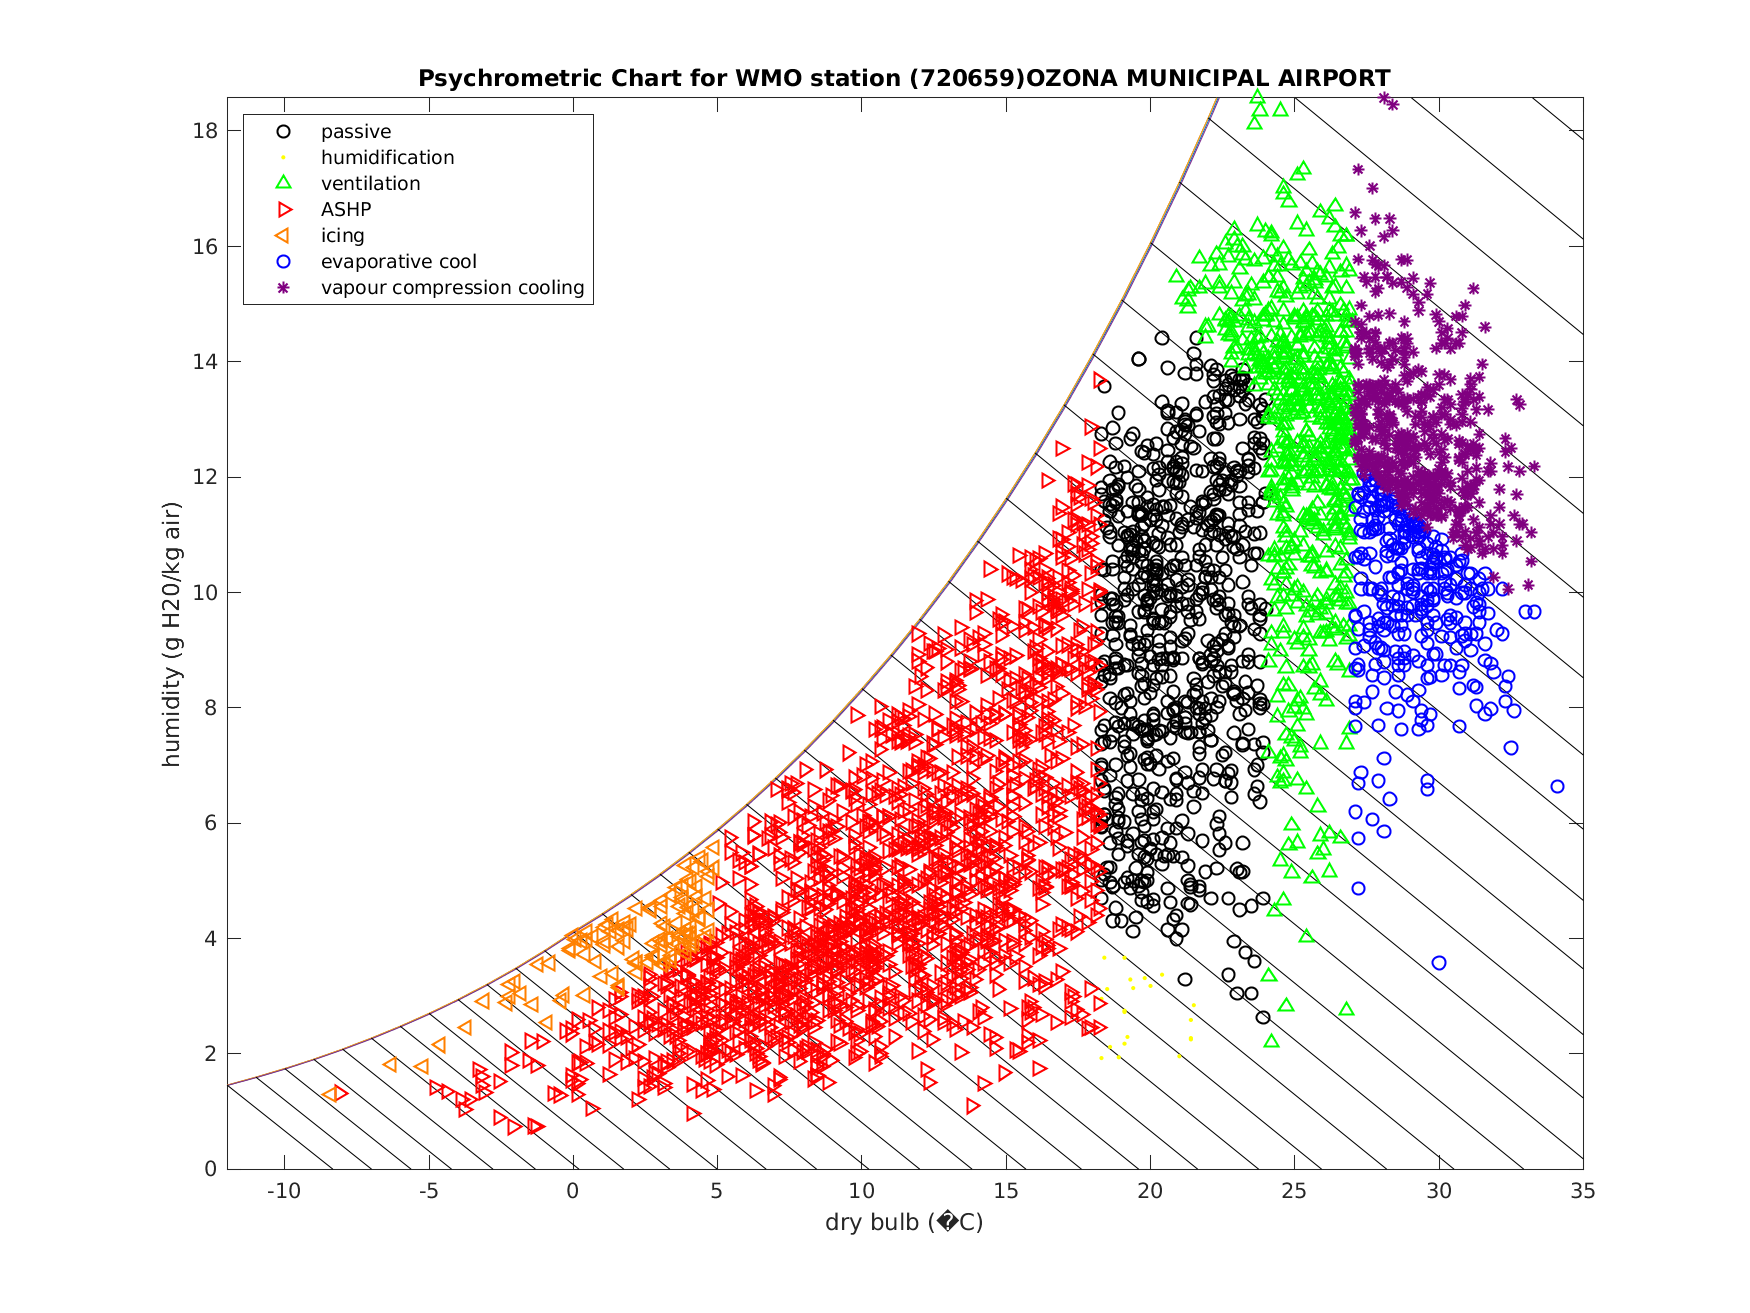 Psychrometric Chart for WMO station (720659)OZONA MUNICIPAL AIRPORT
passive
humidification
ventilation
ASHP
icing
evaporative cool
vapour compression cooling
humidity (g H20/kg air)
18
16
14
12
10
8
6
4
2
0
-10 -5 0 5 10 15 20 25 30 35
dry bulb (�C)